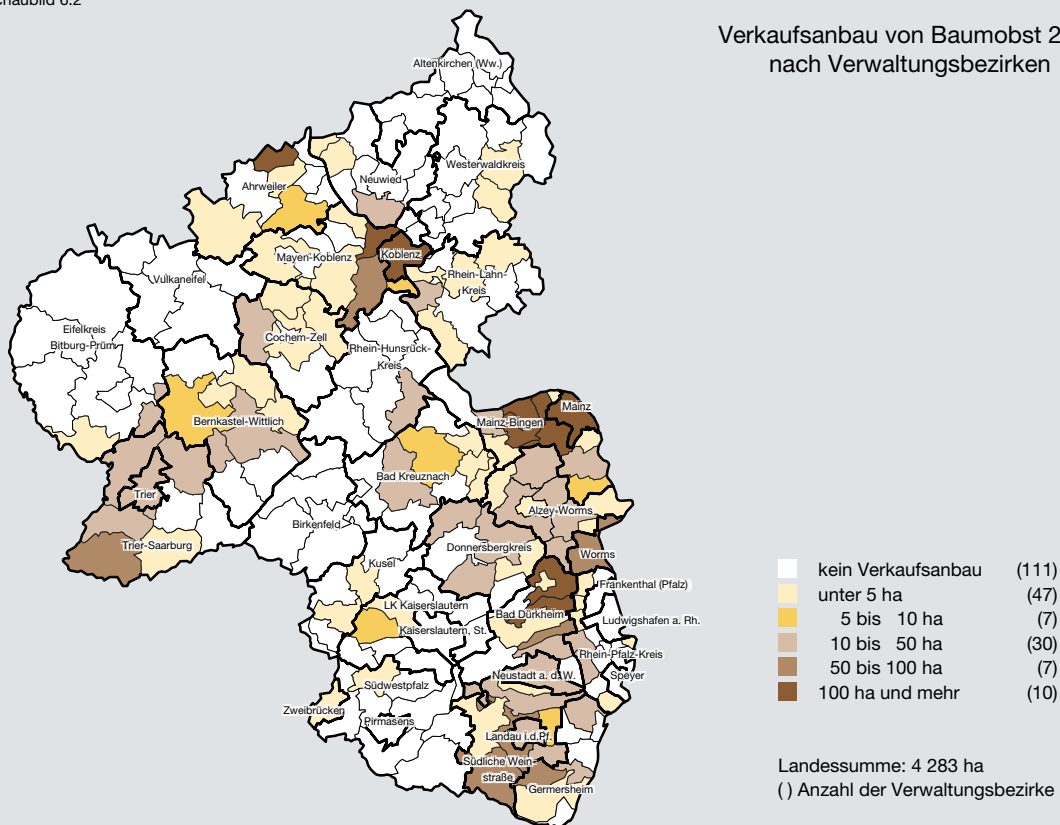 Verkaufsanbau von Baumobst
nach Verwaltungsbezirken
Altenkirchen (Ww.)
Westerwaldkreis
Neuwied
Ahrweiler
Koblenz
Mayen-Koblenz
Rhein-Lahn-
Kreis
Vulkaneifel
Eifelkreis
Bitburg-Prüm
Cochem-Zell
Rhein-Hunsrück-
Kreis
Bernkastel-Wittlich
Mainz
Mainz-Bingen
Bad Kreuznach
Trier
Alzey-Worms
Birkenfeld
Trier-Saarburg
Donnersbergkreis
Worms
Kusel
Frankenthal (Pfalz)
LK Kaiserslautern
Bad Dürkheim
Ludwigshafen a. Rh.
Kaiserslautern, St.
Rhein-Pfalz-Kreis
Neustadt a. d. W.
Speyer
Südwestpfalz
Zweibrücken
Pirmasens
Landau i.d.Pf.
Südliche Wein-
straße
Germersheim
kein Verkaufsanbau (111)
unter 5 ha (47)
5 bis 10 ha (7)
10 bis 50 ha (30)
50 bis 100 ha (7)
100 ha und mehr (10)
Landessumme: 4 283 ha
( ) Anzahl der Verwaltungsbezirke